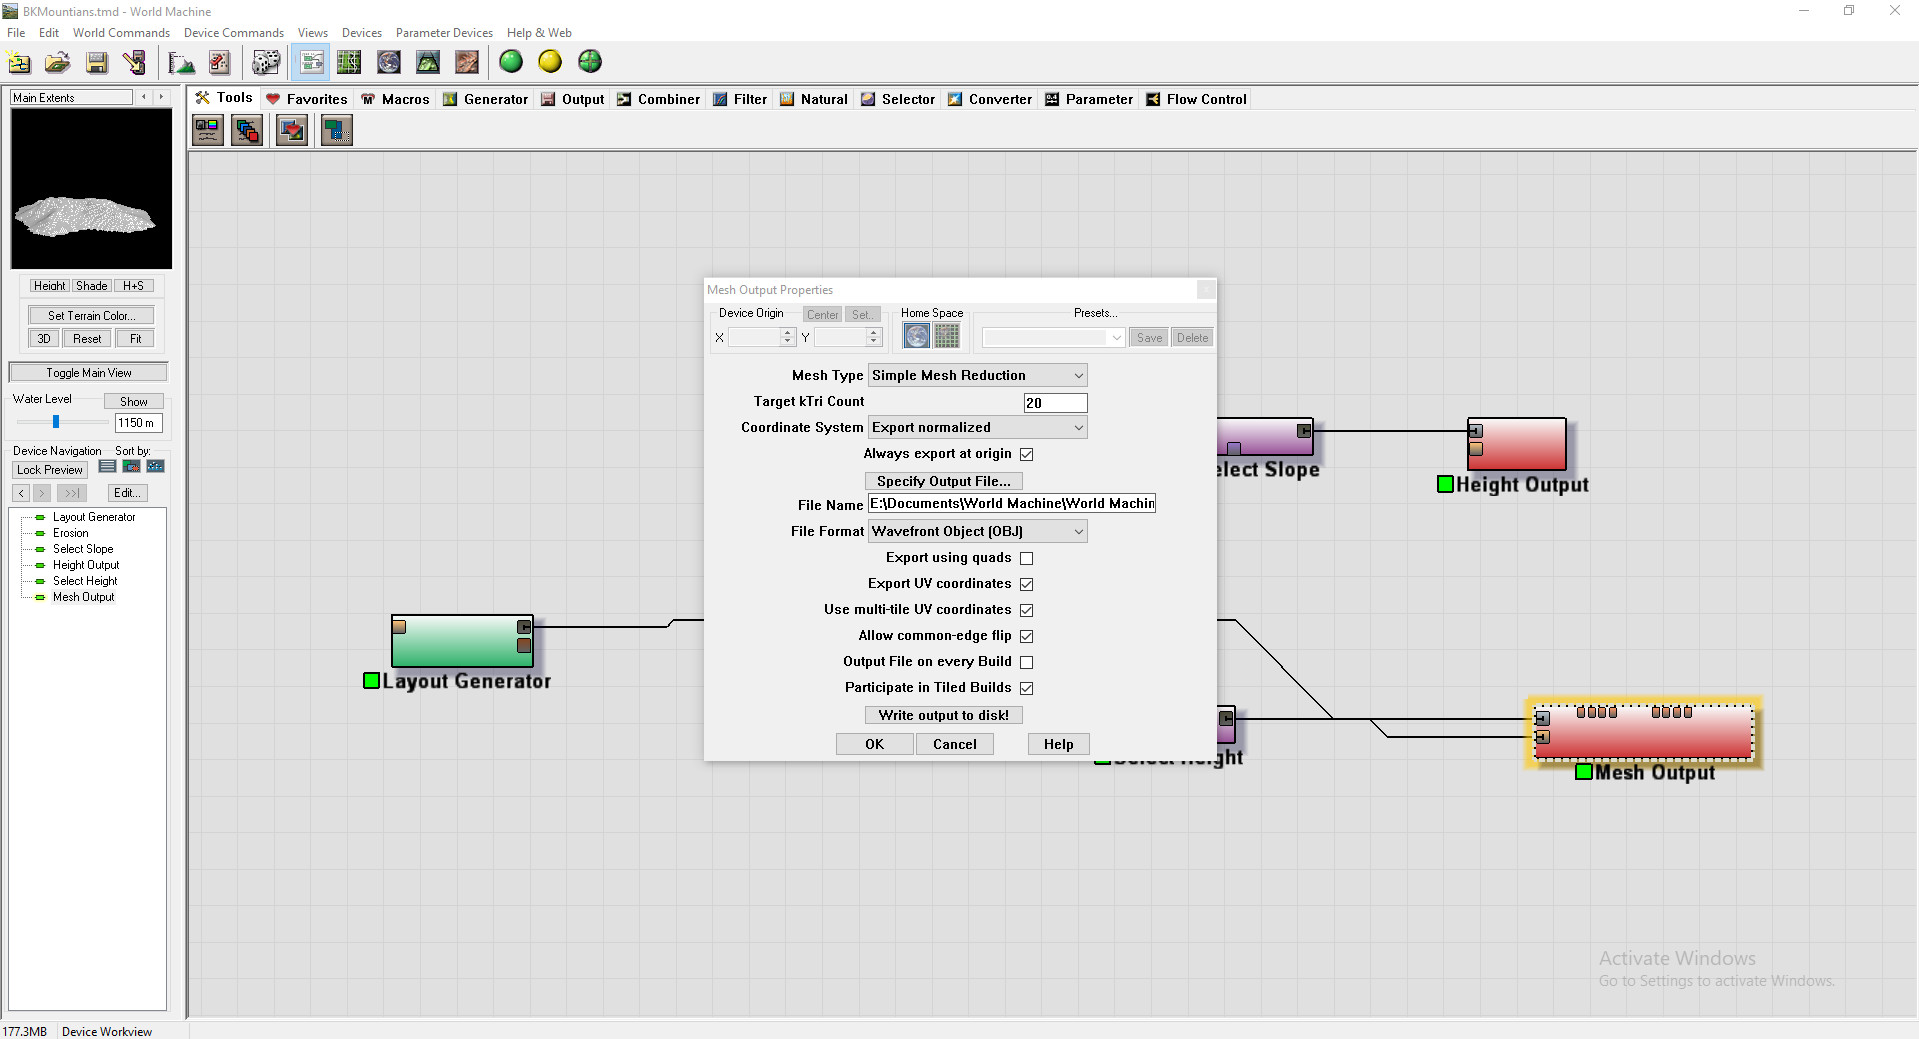 BKMountians.tmd - World Machine
File Edit World Commands Device Commands Views Devices Parameter Devices Help & Web
Main Extents
Tools Favorites Macros Generator Output Combiner Filter Natural Selector Converter Parameter Flow Control
Height Shade H+S
Set Terrain Color...
3D Reset Fit
Toggle Main View
Water Level Show
1150 m
Device Navigation Sort by:
Lock Preview
< > >>| Edit...
Layout Generator
Erosion
Select Slope
Height Output
Select Height
Mesh Output
Mesh Output Properties
Device Origin Center Set.. Home Space Presets...
X Y Save Delete
Mesh Type Simple Mesh Reduction
Target kTri Count 20
Coordinate System Export normalized
Always export at origin
Specify Output File...
File Name E:\Documents\World Machine\World Machin
File Format Wavefront Object (OBJ)
Export using quads
Export UV coordinates
Use multi-tile UV coordinates
Allow common-edge flip
Output File on every Build
Participate in Tiled Builds
Write output to disk!
OK Cancel Help
elect Slope
Height Output
Layout Generator
Select Height
Mesh Output
Activate Windows
Go to Settings to activate Windows.
177.3MB Device Workview